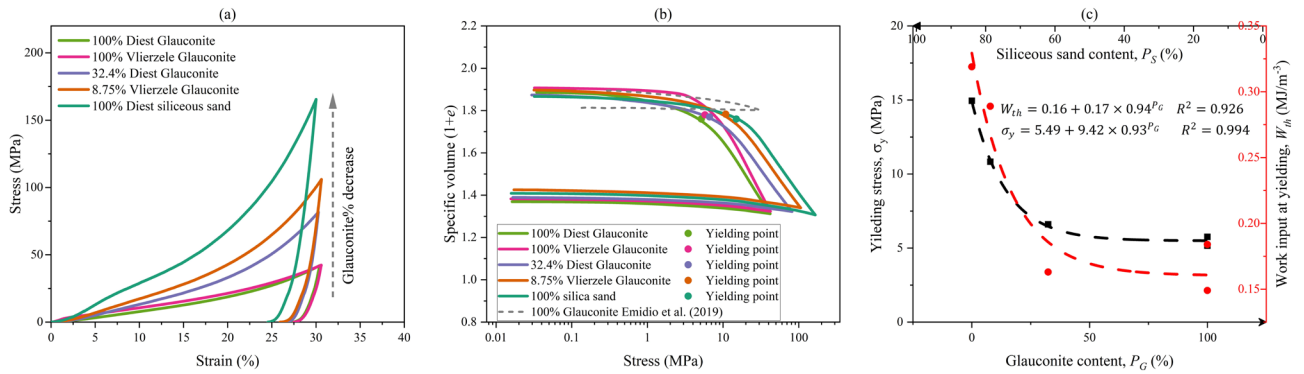 (a)
Stress (MPa)
200
150
100
50
0
0 5 10 15 20 25 30 35 40
Strain (%)
100% Diest Glauconite
100% Vlierzele Glauconite
32.4% Diest Glauconite
8.75% Vlierzele Glauconite
100% Diest siliceous sand
Glauconite% decrease
(b)
Specific volume (1+e)
2.2
2.0
1.8
1.6
1.4
1.2
1.0
0.8
0.01 0.1 1 10 100
Stress (MPa)
100% Diest Glauconite Yielding point
100% Vlierzele Glauconite Yielding point
32.4% Diest Glauconite Yielding point
8.75% Vlierzele Glauconite Yielding point
100% silica sand Yielding point
100% Glauconite Emidio et al. (2019)
(c)
100 80 60 40 20 0
Siliceous sand content, P_S (%)
Yileding stress, σ_y (MPa)
20
15
10
5
0
W_th = 0.16 + 0.17 × 0.94^{P_G} R² = 0.926
σ_y = 5.49 + 9.42 × 0.93^{P_G} R² = 0.994
0.35
0.30
0.25
0.20
0.15
Work input at yielding, W_th (MJ/m⁻³)
0 20 40 60 80 100
Glauconite content, P_G (%)